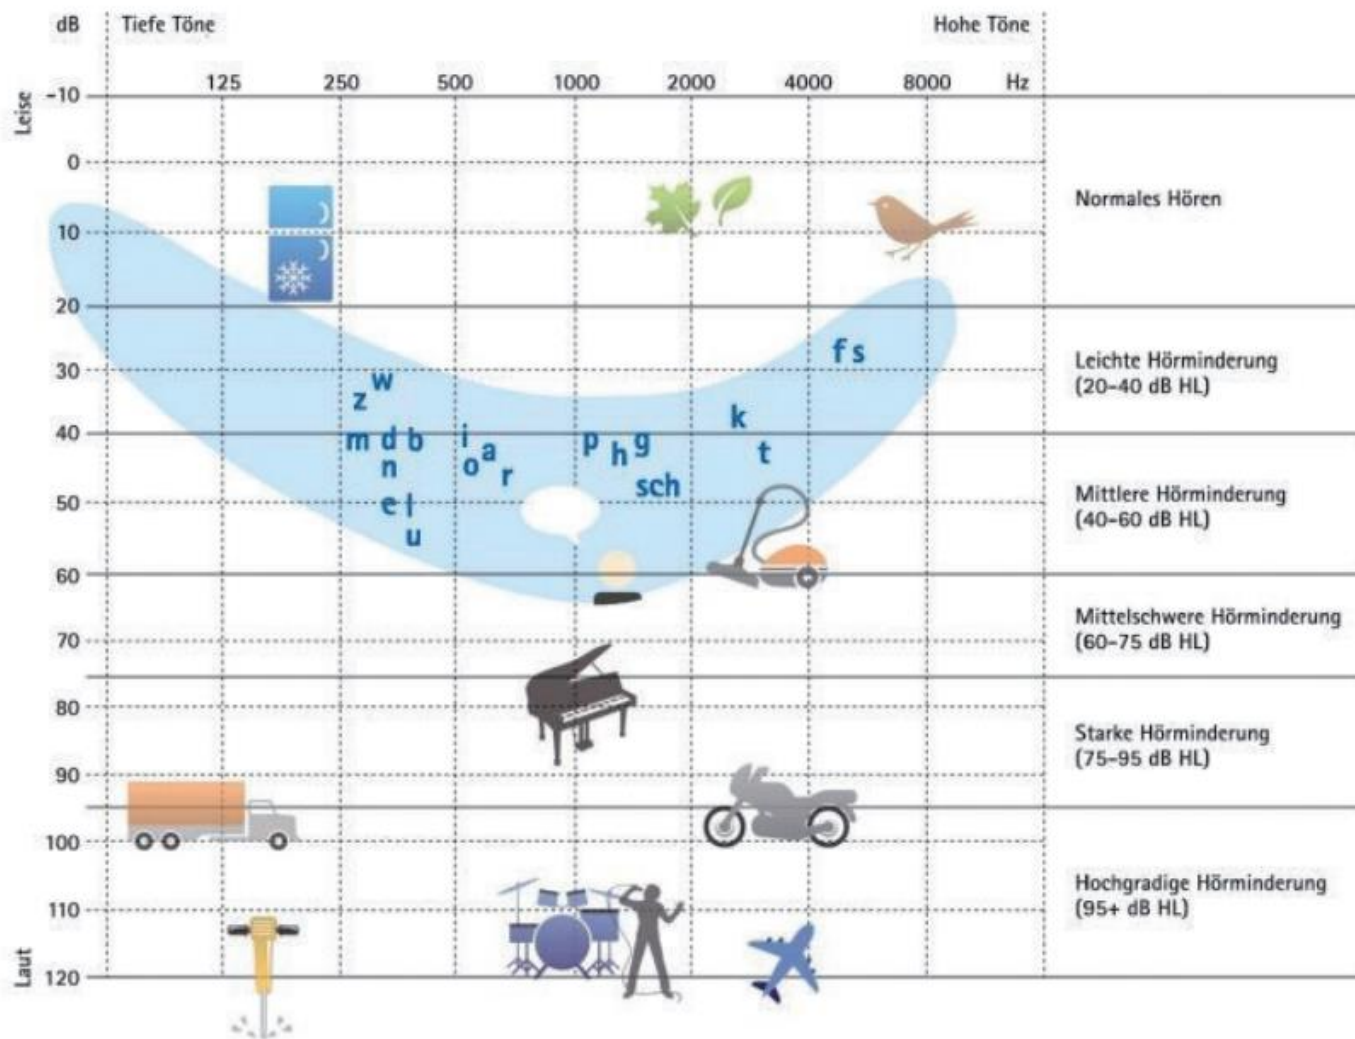 dB Tiefe Töne Hohe Töne
125 250 500 1000 2000 4000 8000 Hz
Leise
-10
0
Normales Hören
10
20
f s
Leichte Hörminderung
(20-40 dB HL)
30
w
z
k
40
m d b i a p h g t
n o r
sch
50
e l
u
Mittlere Hörminderung
(40-60 dB HL)
60
Mittelschwere Hörminderung
(60-75 dB HL)
70
80
Starke Hörminderung
(75-95 dB HL)
90
100
Hochgradige Hörminderung
(95+ dB HL)
110
Laut
120